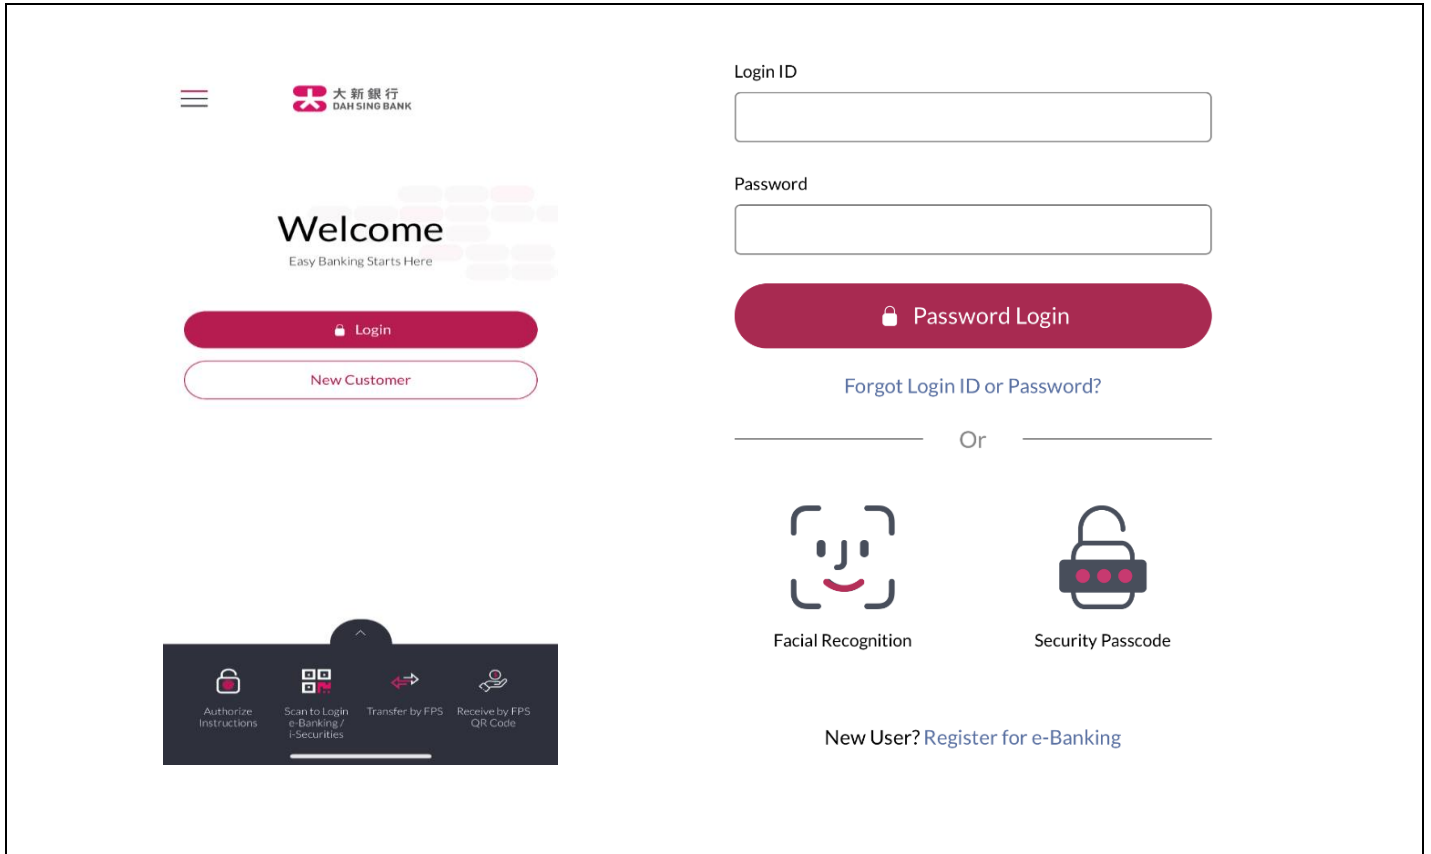 大新銀行
DAH SING BANK
Welcome
Easy Banking Starts Here
Login
New Customer
Authorize
Instructions
Scan to Login
e-Banking /
i-Securities
Transfer by FPS
Receive by FPS
QR Code
Login ID
Password
Password Login
Forgot Login ID or Password?
Or
Facial Recognition
Security Passcode
New User? Register for e-Banking